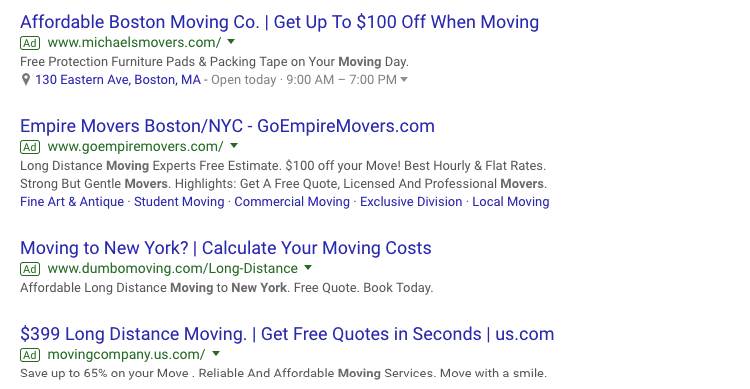 Affordable Boston Moving Co. | Get Up To $100 Off When Moving
Ad www.michaelsmovers.com/
Free Protection Furniture Pads & Packing Tape on Your Moving Day.
130 Eastern Ave, Boston, MA - Open today · 9:00 AM – 7:00 PM
Empire Movers Boston/NYC - GoEmpireMovers.com
Ad www.goempiremovers.com/
Long Distance Moving Experts Free Estimate. $100 off your Move! Best Hourly & Flat Rates.
Strong But Gentle Movers. Highlights: Get A Free Quote, Licensed And Professional Movers.
Fine Art & Antique · Student Moving · Commercial Moving · Exclusive Division · Local Moving
Moving to New York? | Calculate Your Moving Costs
Ad www.dumbomoving.com/Long-Distance
Affordable Long Distance Moving to New York. Free Quote. Book Today.
$399 Long Distance Moving. | Get Free Quotes in Seconds | us.com
Ad movingcompany.us.com/
Save up to 65% on your Move . Reliable And Affordable Moving Services. Move with a smile.